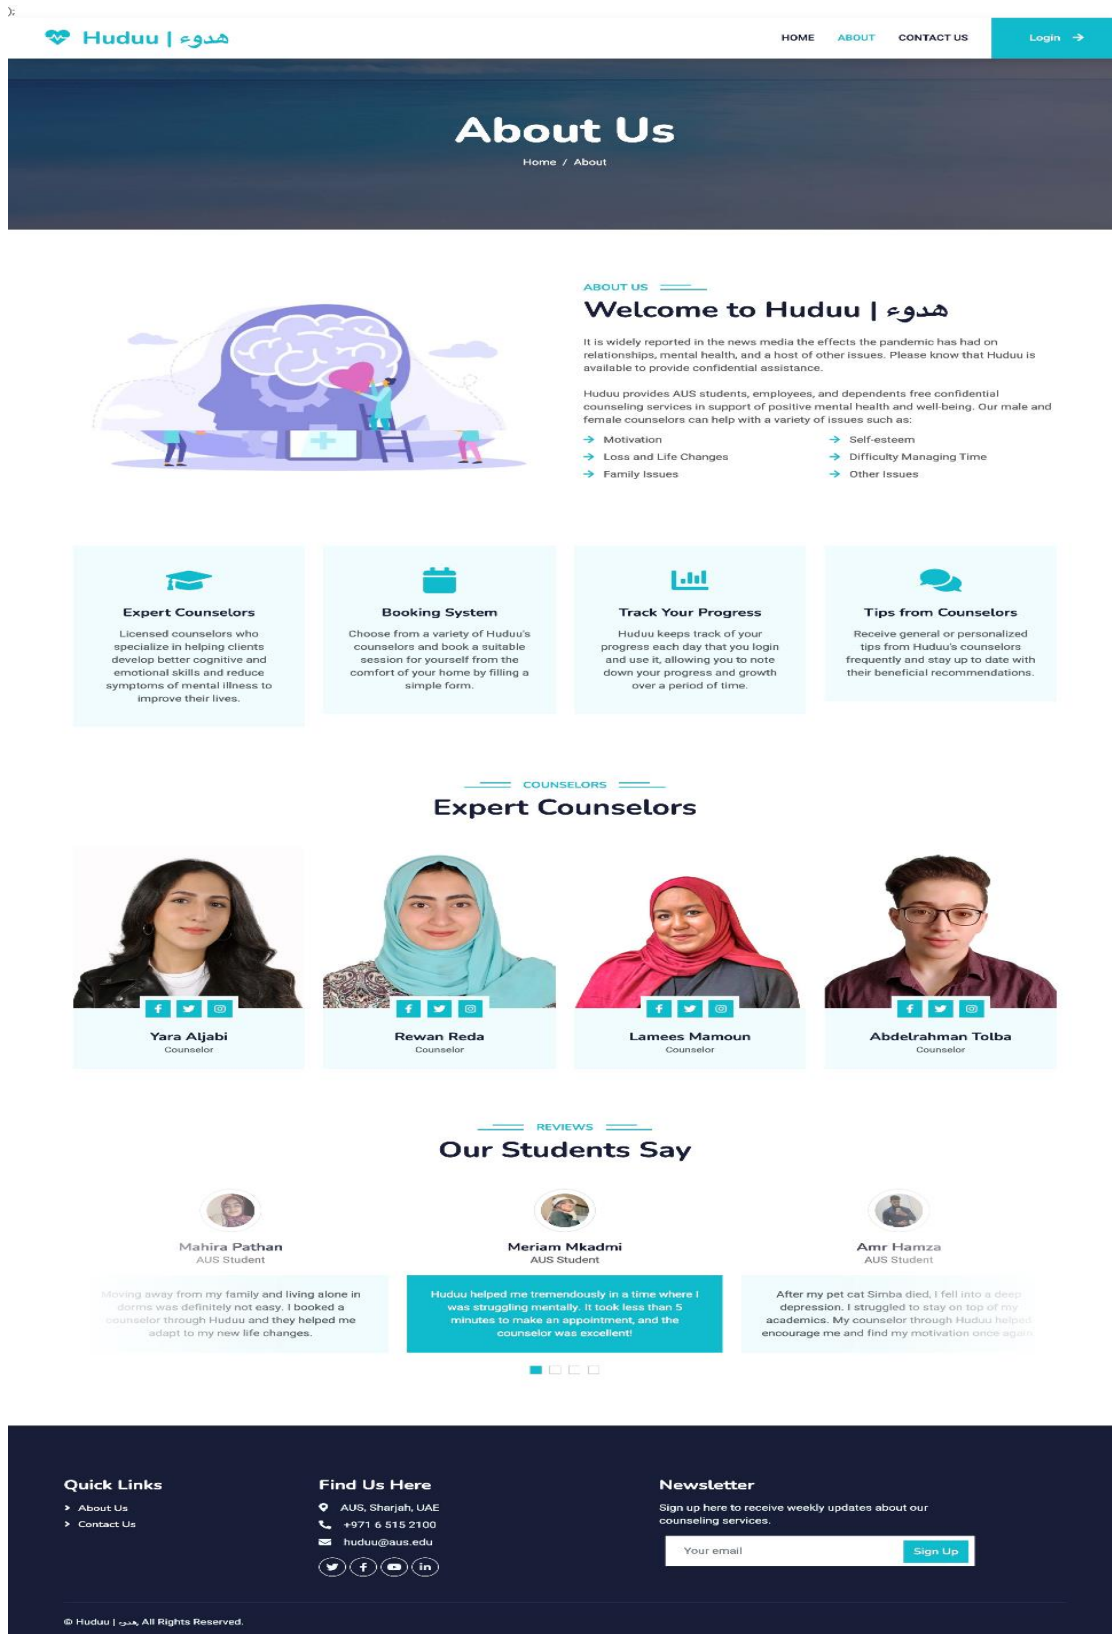 );
Huduu | هدوء
HOME ABOUT CONTACT US Login →
About Us
Home / About
ABOUT US
Welcome to Huduu | هدوء
It is widely reported in the news media the effects the pandemic has had on
relationships, mental health, and a host of other issues. Please know that Huduu is
available to provide confidential assistance.
Huduu provides AUS students, employees, and dependents free confidential
counseling services in support of positive mental health and well-being. Our male and
female counselors can help with a variety of issues such as:
→ Motivation
→ Self-esteem
→ Loss and Life Changes
→ Difficulty Managing Time
→ Family Issues
→ Other Issues
Expert Counselors
Licensed counselors who
specialize in helping clients
develop better cognitive and
emotional skills and reduce
symptoms of mental illness to
improve their lives.
Booking System
Choose from a variety of Huduu's
counselors and book a suitable
session for yourself from the
comfort of your home by filling a
simple form.
Track Your Progress
Huduu keeps track of your
progress each day that you login
and use it, allowing you to note
down your progress and growth
over a period of time.
Tips from Counselors
Receive general or personalized
tips from Huduu's counselors
frequently and stay up to date with
their beneficial recommendations.
COUNSELORS
Expert Counselors
Yara Aljabi
Counselor
Rewan Reda
Counselor
Lamees Mamoun
Counselor
Abdelrahman Tolba
Counselor
REVIEWS
Our Students Say
Mahira Pathan
AUS Student
Moving away from my family and living alone in
dorms was definitely not easy. I booked a
counselor through Huduu and they helped me
adapt to my new life changes.
Meriam Mkadmi
AUS Student
Huduu helped me tremendously in a time where I
was struggling mentally. It took less than 5
minutes to make an appointment, and the
counselor was excellent!
Amr Hamza
AUS Student
After my pet cat Simba died, I fell into a deep
depression. I struggled to stay on top of my
academics. My counselor through Huduu helped
encourage me and find my motivation once again
Quick Links
> About Us
> Contact Us
Find Us Here
AUS, Sharjah, UAE
+971 6 515 2100
huduu@aus.edu
Newsletter
Sign up here to receive weekly updates about our
counseling services.
Your email Sign Up
© Huduu | هدوء, All Rights Reserved.